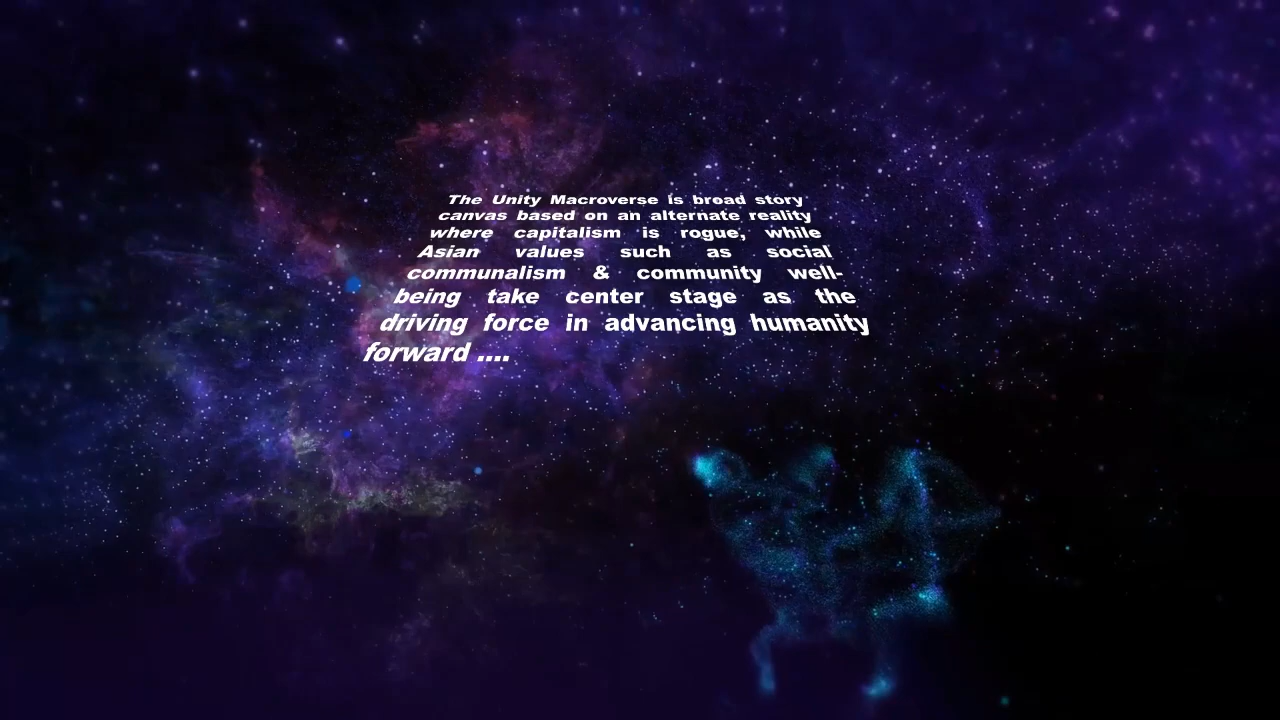 The Unity Macroverse is broad story
canvas based on an alternate reality
where capitalism is rogue, while
Asian values such as social
communalism & community well-
being take center stage as the
driving force in advancing humanity
forward ....